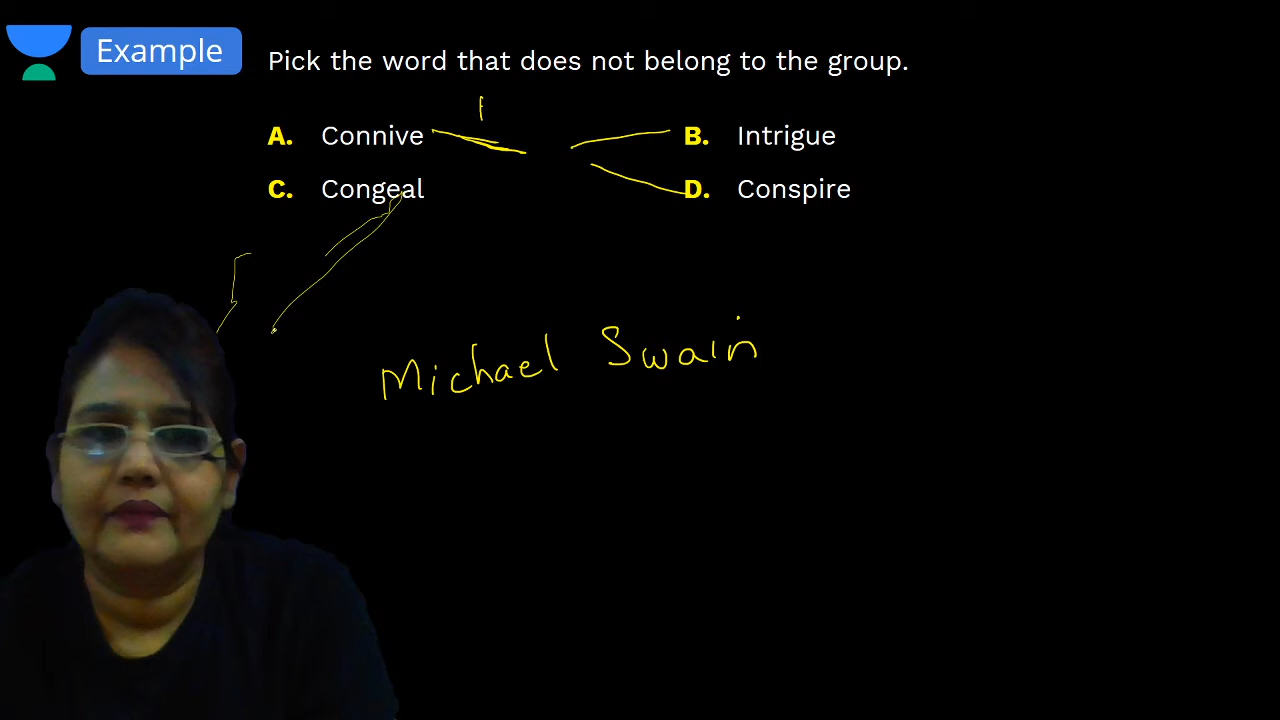 Example
Pick the word that does not belong to the group.
A. Connive B. Intrigue
C. Congeal D. Conspire
Michael Swain